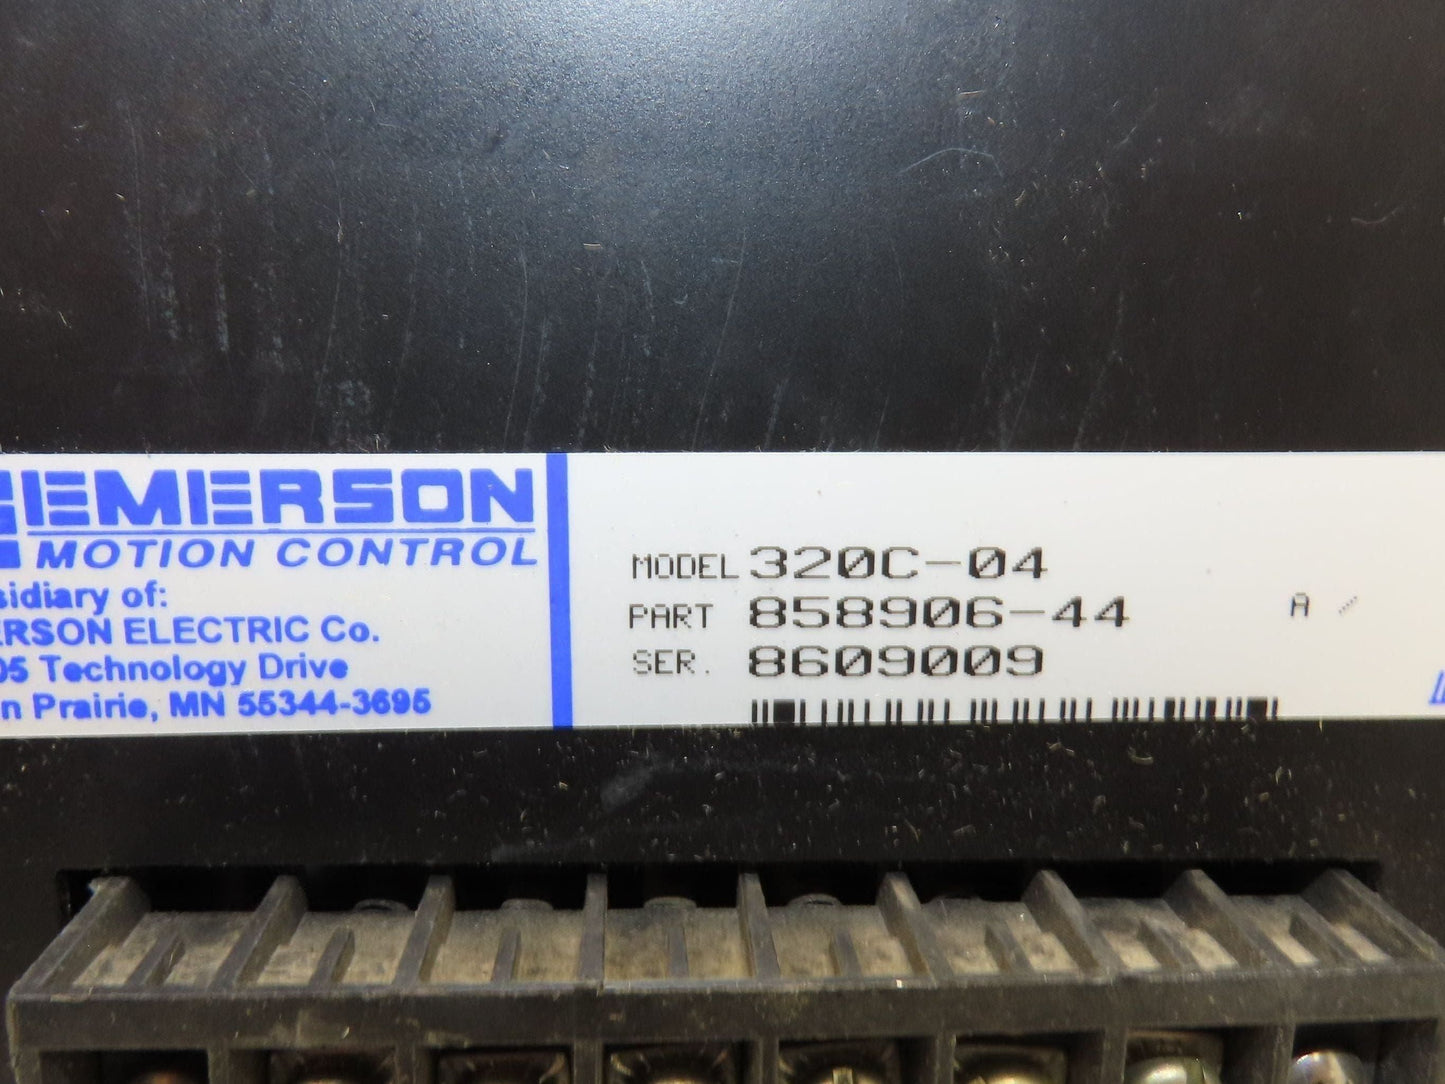 EMERSON
MOTION CONTROL
sidiary of:
ERSON ELECTRIC Co.
05 Technology Drive
n Prairie, MN 55344-3695
MODEL 320C-04
PART 858906-44 A
SER. 8609009